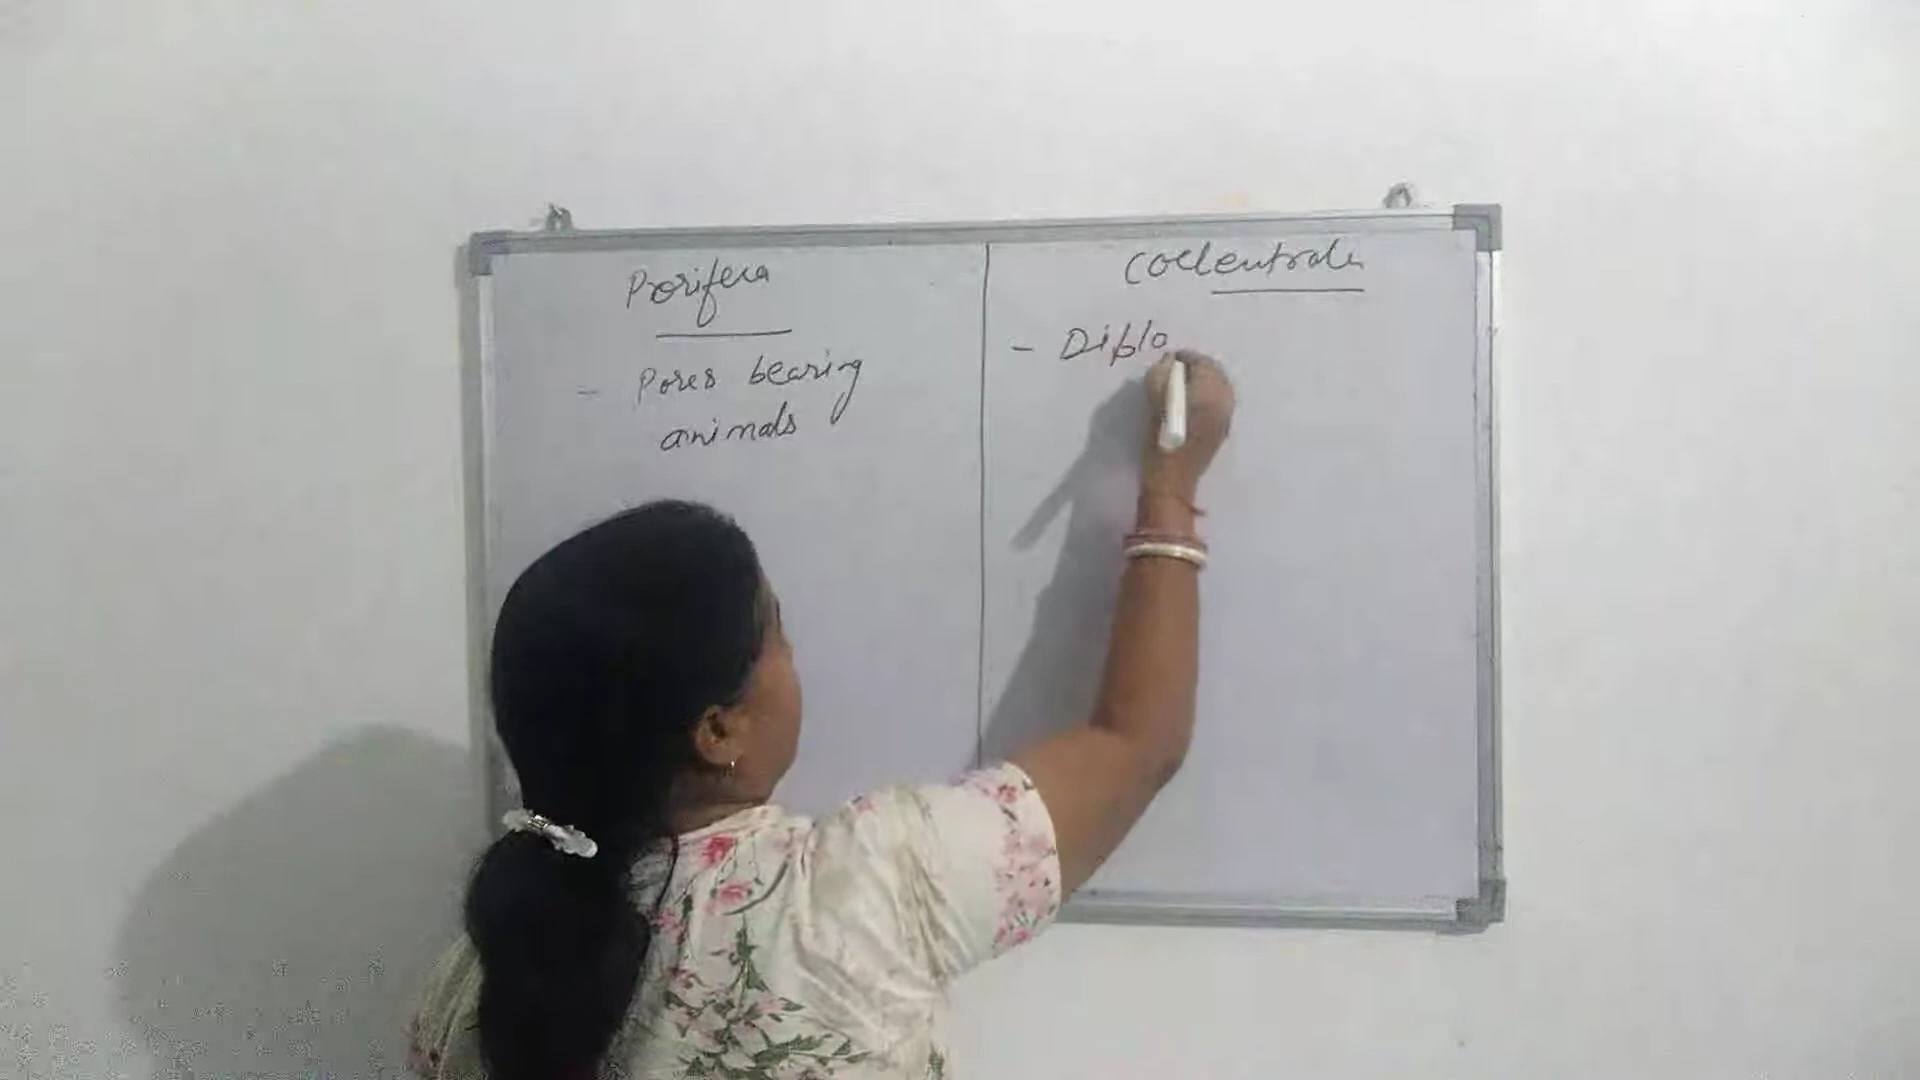 Porifera
- Pores bearing
animals
Coelentrata
- Diplo